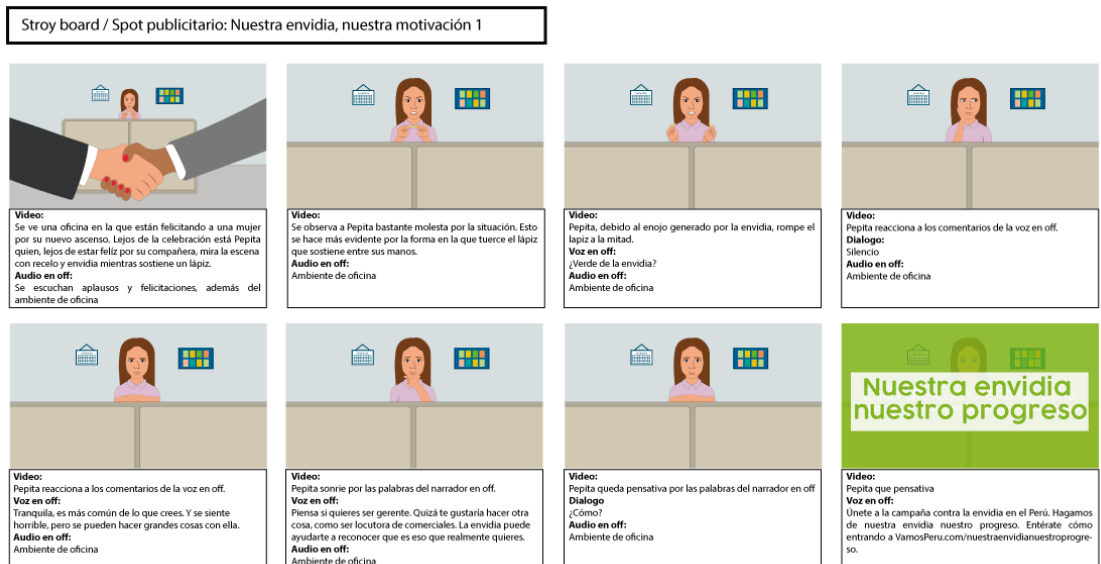 Stroy board / Spot publicitario: Nuestra envidia, nuestra motivación 1
Video:
Se ve una oficina en la que están felicitando a una mujer
por su nuevo ascenso. Lejos de la celebración está Pepita
quien, lejos de estar felíz por su compañera, mira la escena
con recelo y envidia mientras sostiene un lápiz.
Audio en off:
Se escuchan aplausos y felicitaciones, además del
ambiente de oficina
Video:
Se observa a Pepita bastante molesta por la situación. Esto
se hace más evidente por la forma en la que tuerce el lápiz
que sostiene entre sus manos.
Audio en off:
Ambiente de oficina
Video:
Pepita, debido al enojo generado por la envidia, rompe el
lapiz a la mitad.
Voz en off:
¿Verde de la envidia?
Audio en off:
Ambiente de oficina
Video:
Pepita reacciona a los comentarios de la voz en off.
Dialogo:
Silencio
Audio en off:
Ambiente de oficina
Video:
Pepita reacciona a los comentarios de la voz en off.
Voz en off:
Tranquila, es más común de lo que crees. Y se siente
horrible, pero se pueden hacer grandes cosas con ella.
Audio en off:
Ambiente de oficina
Video:
Pepita sonrie por las palabras del narrador en off.
Voz en off:
Piensa si quieres ser gerente. Quizá te gustaría hacer otra
cosa, como ser locutora de comerciales. La envidia puede
ayudarte a reconocer que es eso que realmente quieres.
Audio en off:
Ambiente de oficina
Video:
Pepita queda pensativa por las palabras del narrador en off
Dialogo
¿Cómo?
Audio en off:
Ambiente de oficina
Nuestra envidia
nuestro progreso
Video:
Pepita que pensativa
Voz en off:
Únete a la campaña contra la envidia en el Perú. Hagamos
de nuestra envidia nuestro progreso. Entérate cómo
entrando a VamosPeru.com/nuestraenvidianuestroprogre-
so.